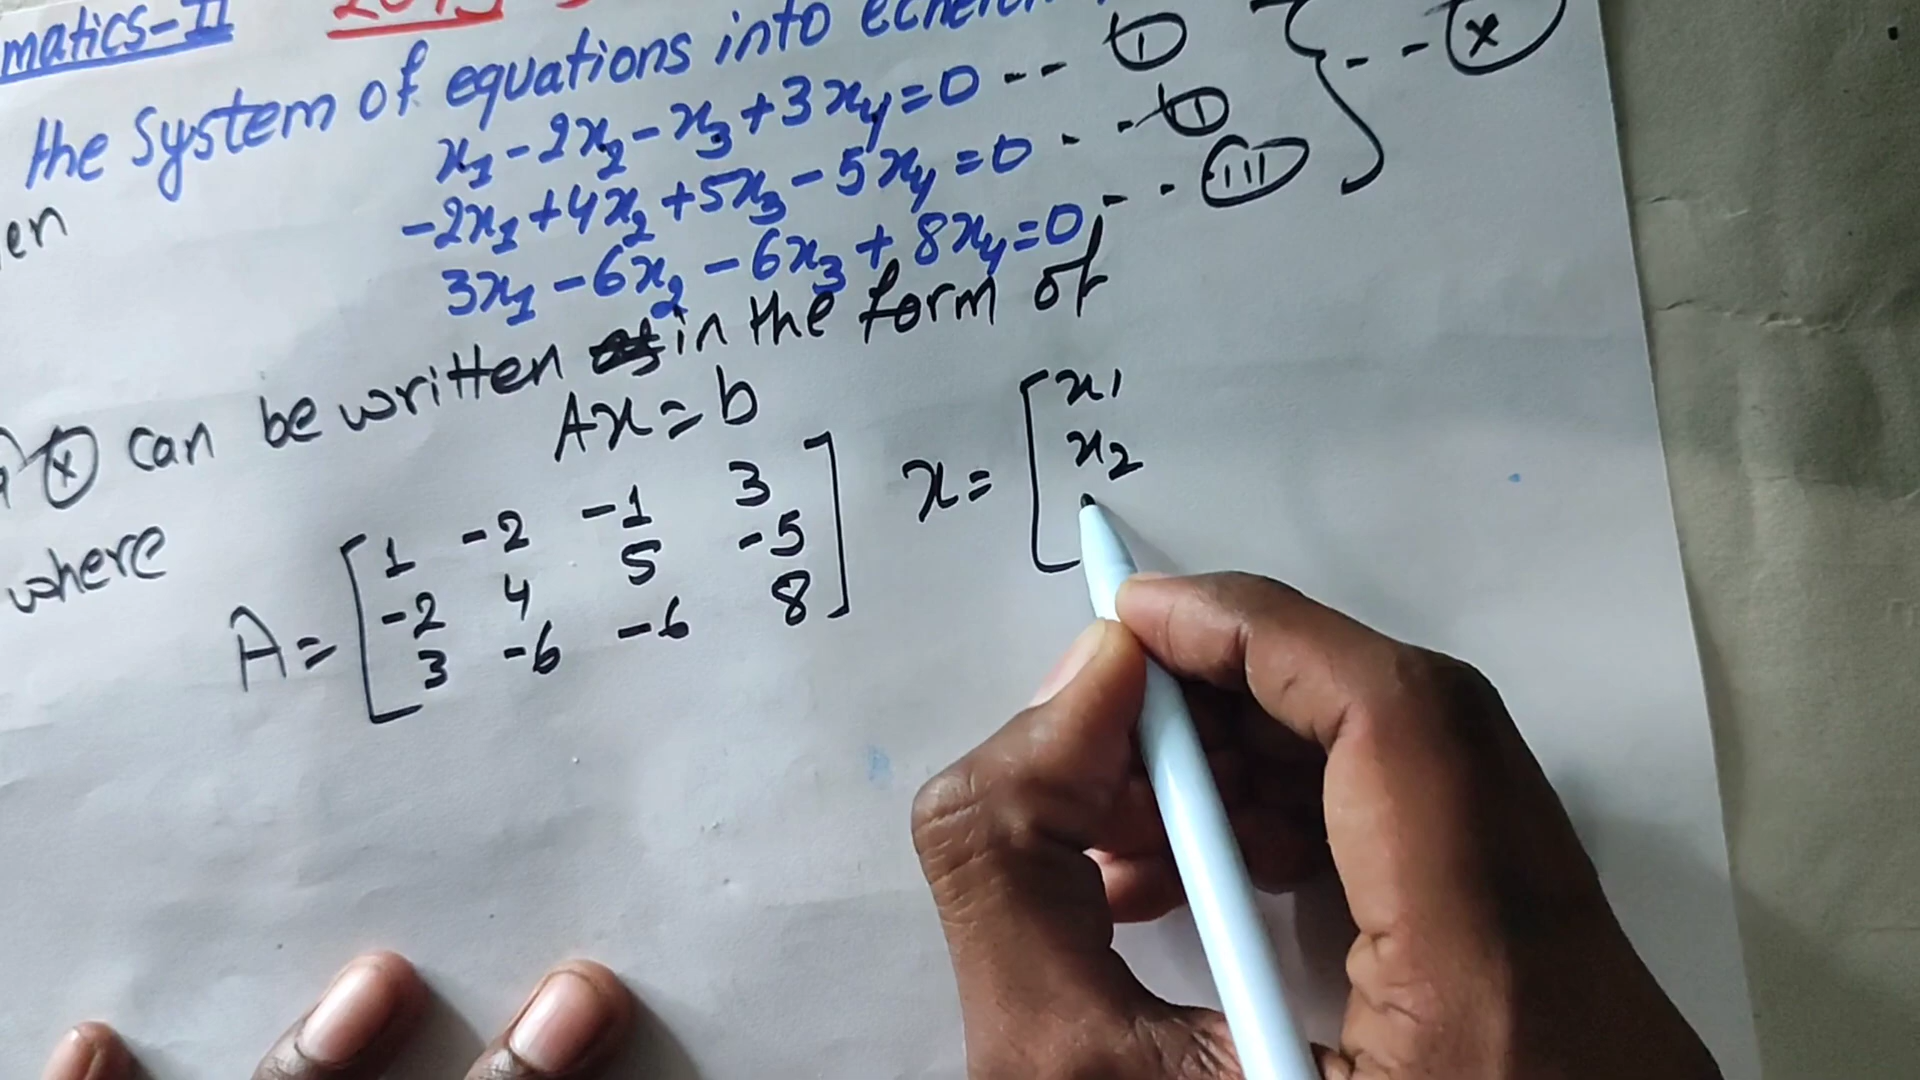 matics-II
the System of equations into
x₁-2x₂-x₃+3x₄=0 -- (I)
-2x₁+4x₂+5x₃-5x₄=0 --- (II)
3x₁-6x₂-6x₃+8x₄=0 --- (III)
} -- (x)
en
(x) can be written in the form of
Ax=b
where
A = [1 -2 -1 3
-2 4 5 -5
3 -6 -6 8]
x = [x1
x2